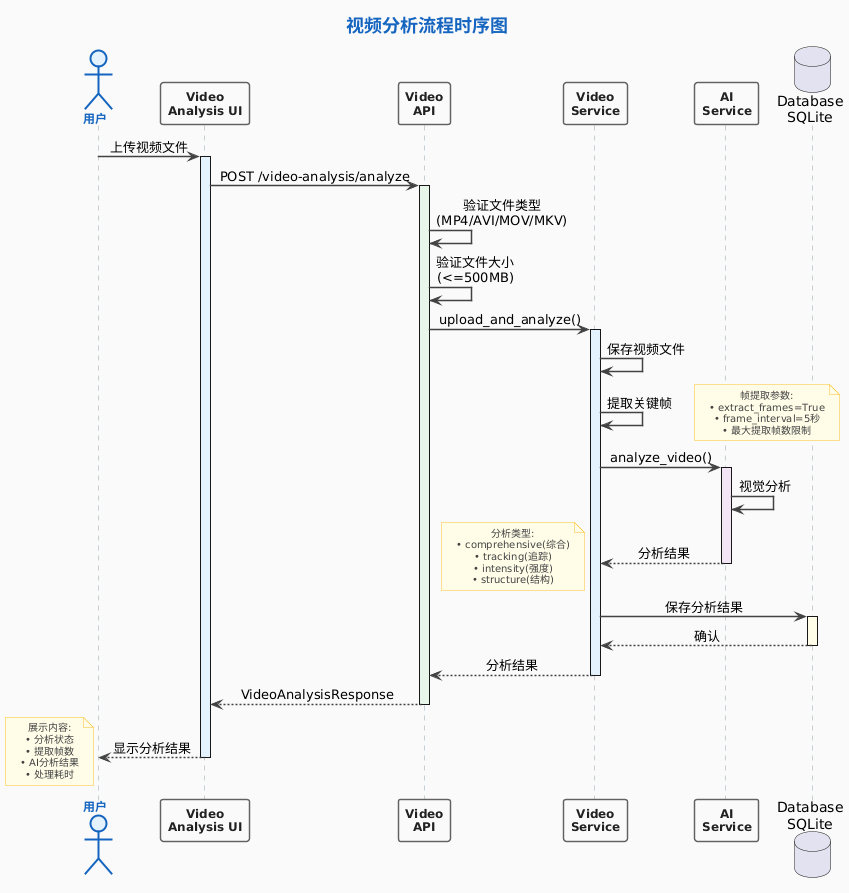 视频分析流程时序图
用户
Video
Analysis UI
Video
API
Video
Service
AI
Service
Database
SQLite
上传视频文件
POST /video-analysis/analyze
验证文件类型
(MP4/AVI/MOV/MKV)
验证文件大小
(<=500MB)
upload_and_analyze()
保存视频文件
提取关键帧
帧提取参数:
• extract_frames=True
• frame_interval=5秒
• 最大提取帧数限制
analyze_video()
视觉分析
分析结果
分析类型:
• comprehensive(综合)
• tracking(追踪)
• intensity(强度)
• structure(结构)
保存分析结果
确认
分析结果
VideoAnalysisResponse
显示分析结果
展示内容:
• 分析状态
• 提取帧数
• AI分析结果
• 处理耗时
用户
Video
Analysis UI
Video
API
Video
Service
AI
Service
Database
SQLite